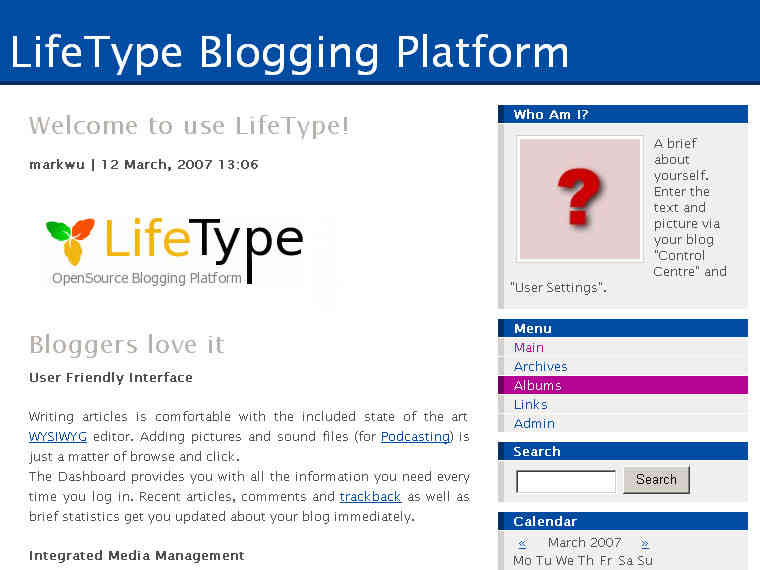 LifeType Blogging Platform
Welcome to use LifeType!
markwu | 12 March, 2007 13:06
LifeType
OpenSource Blogging Platform
Bloggers love it
User Friendly Interface
Writing articles is comfortable with the included state of the art
WYSIWYG editor. Adding pictures and sound files (for Podcasting) is
just a matter of browse and click.
The Dashboard provides you with all the information you need every
time you log in. Recent articles, comments and trackback as well as
brief statistics get you updated about your blog immediately.
Integrated Media Management
Who Am I?
?
A brief
about
yourself.
Enter the
text and
picture via
your blog
"Control
Centre" and
"User Settings".
Menu
Main
Archives
Albums
Links
Admin
Search
Search
Calendar
« March 2007 »
Mo Tu We Th Fr Sa Su